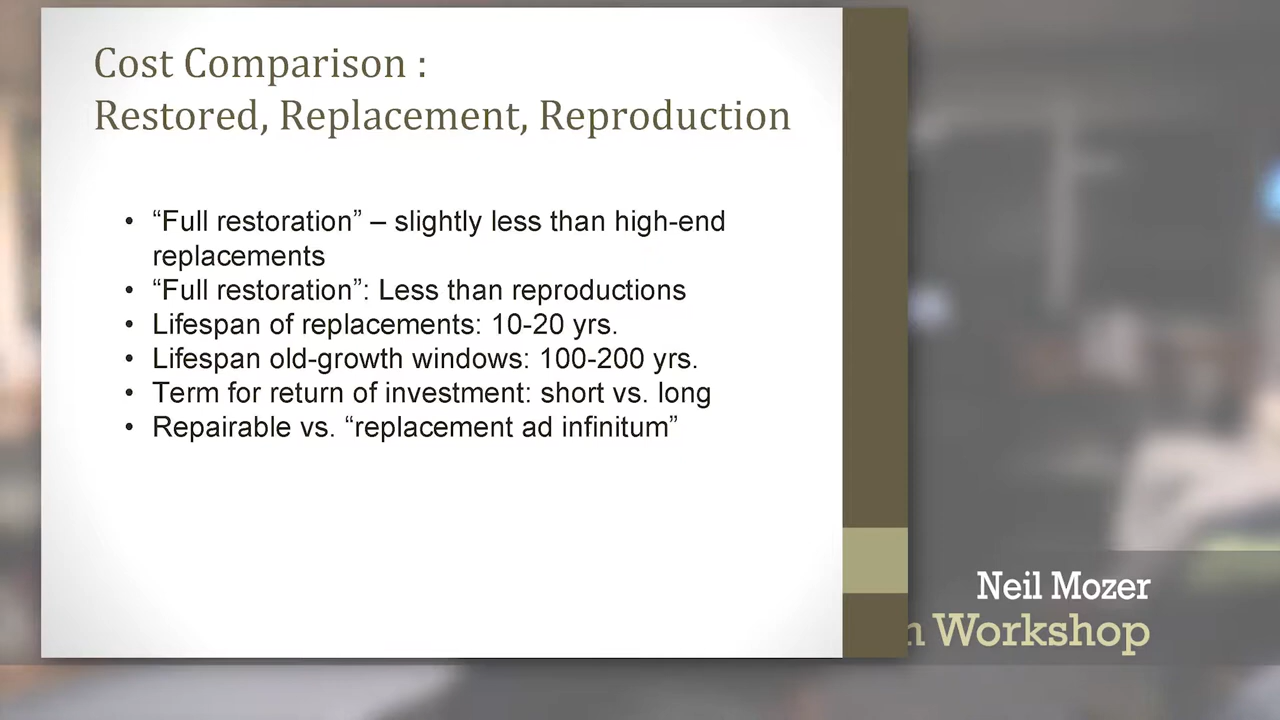 Cost Comparison :
Restored, Replacement, Reproduction
• “Full restoration” – slightly less than high-end
replacements
• “Full restoration”: Less than reproductions
• Lifespan of replacements: 10-20 yrs.
• Lifespan old-growth windows: 100-200 yrs.
• Term for return of investment: short vs. long
• Repairable vs. “replacement ad infinitum”
Neil Mozer
Workshop